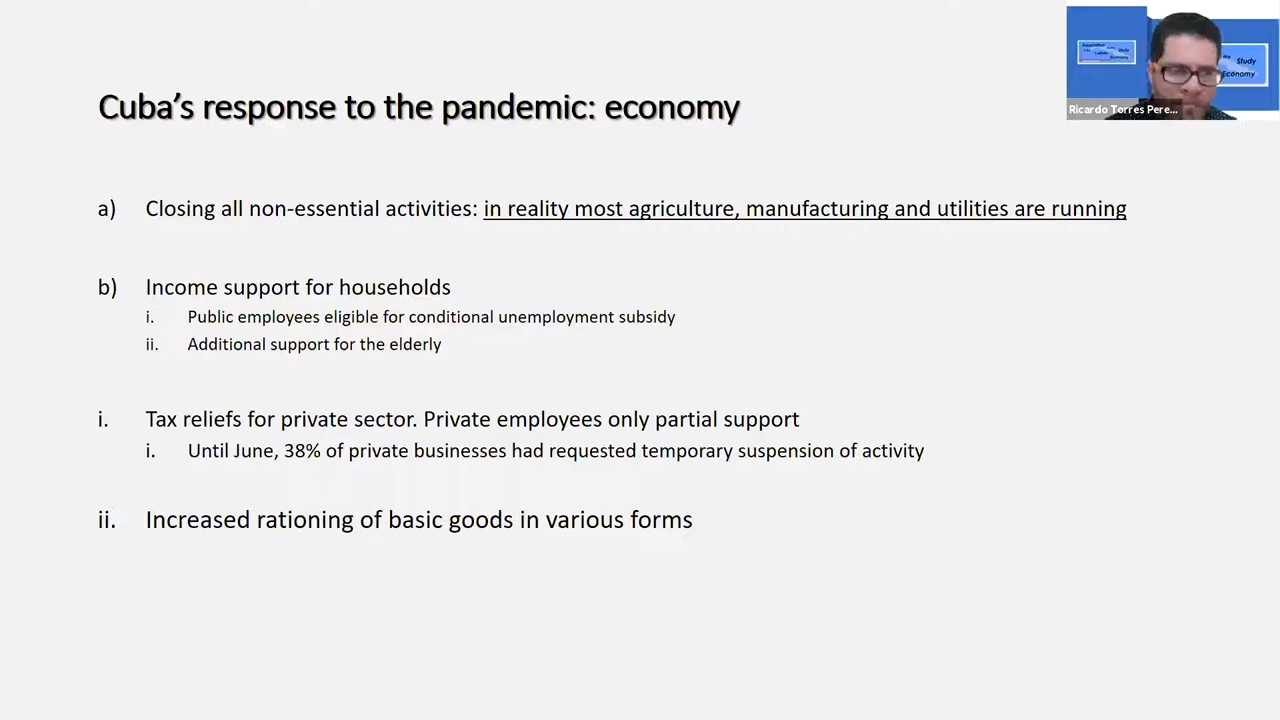 Cuba's response to the pandemic: economy
Study
Economy
Ricardo Torres Pere...
a) Closing all non-essential activities: in reality most agriculture, manufacturing and utilities are running
b) Income support for households
i. Public employees eligible for conditional unemployment subsidy
ii. Additional support for the elderly
i. Tax reliefs for private sector. Private employees only partial support
i. Until June, 38% of private businesses had requested temporary suspension of activity
ii. Increased rationing of basic goods in various forms